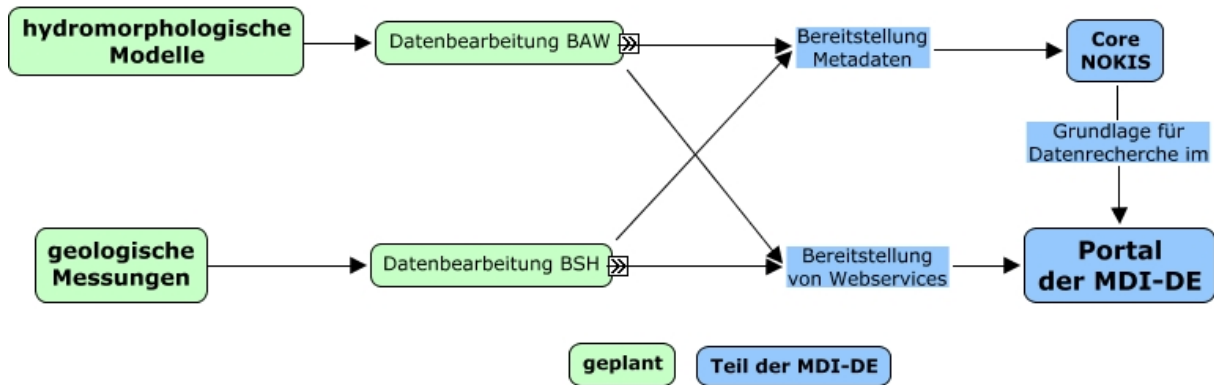 hydromorphologische
Modelle
Datenbearbeitung BAW
Bereitstellung
Metadaten
Core
NOKIS
Grundlage für
Datenrecherche im
geologische
Messungen
Datenbearbeitung BSH
Bereitstellung
von Webservices
Portal
der MDI-DE
geplant
Teil der MDI-DE